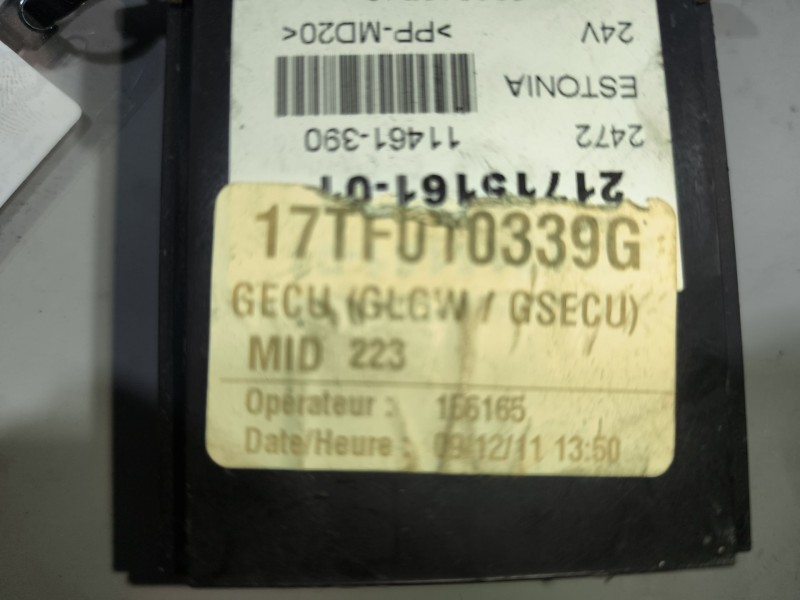 21715161-01
2472 11461-390
ESTONIA
24V >PP-MD20<
17TF010339G
GECU (GLGW / GSECU)
MID 223
Opérateur : 156165
Date/Heure : 09/12/11 13:50